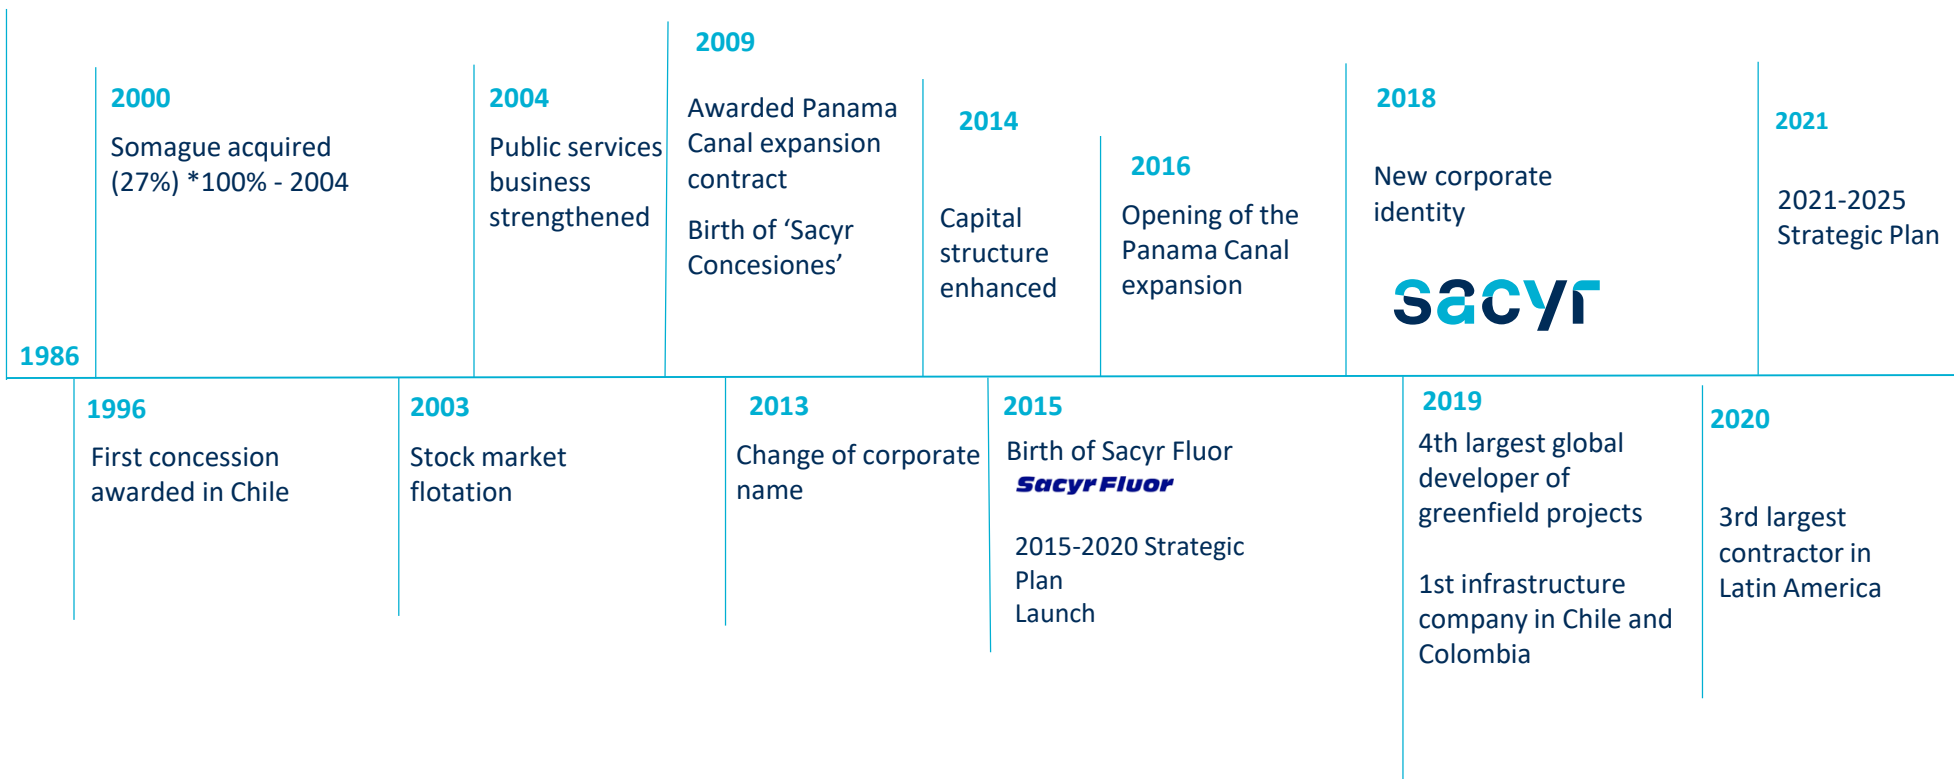 1986
1996
First concession
awarded in Chile
2000
Somague acquired
(27%) *100% - 2004
2003
Stock market
flotation
2004
Public services
business
strengthened
2009
Awarded Panama
Canal expansion
contract
Birth of ‘Sacyr
Concesiones’
2013
Change of corporate
name
2014
Capital
structure
enhanced
2015
Birth of Sacyr Fluor
Sacyr Fluor
2015-2020 Strategic
Plan
Launch
2016
Opening of the
Panama Canal
expansion
2018
New corporate
identity
sacyr
2019
4th largest global
developer of
greenfield projects
1st infrastructure
company in Chile and
Colombia
2020
3rd largest
contractor in
Latin America
2021
2021-2025
Strategic Plan